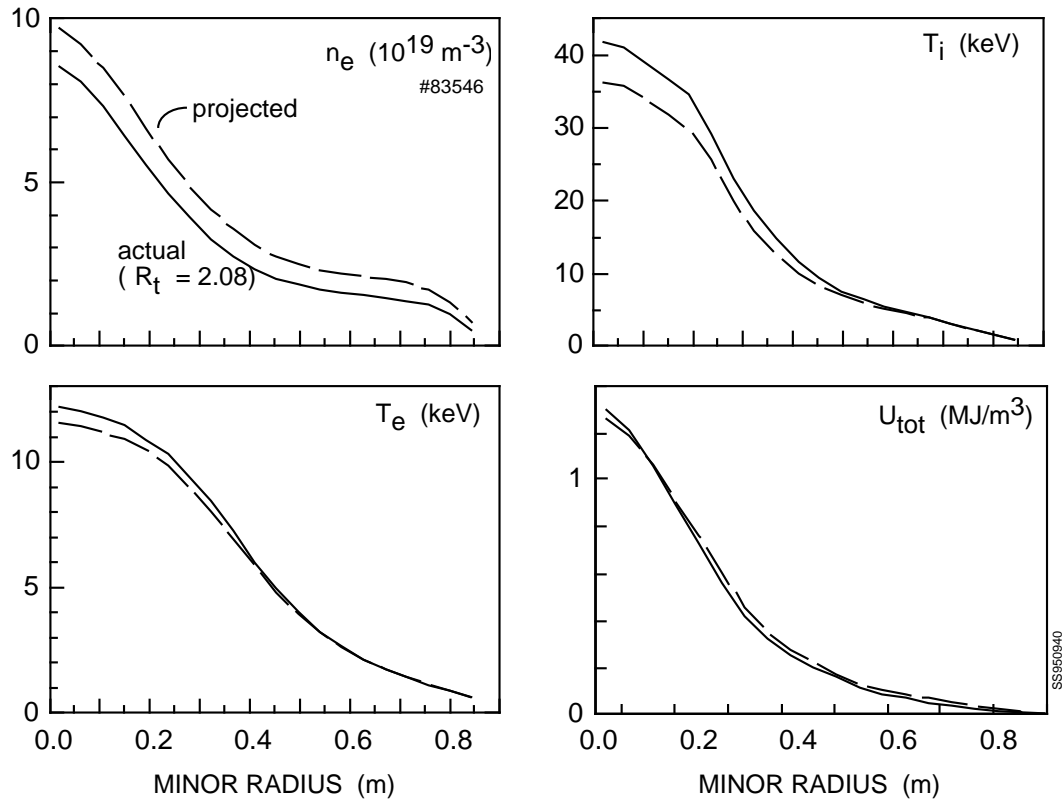 10
5
0
n_e (10^19 m^-3)
#83546
projected
actual
( R_t = 2.08)
40
30
20
10
0
T_i (keV)
10
5
0
T_e (keV)
0.0 0.2 0.4 0.6 0.8
MINOR RADIUS (m)
1
0
U_tot (MJ/m^3)
0.0 0.2 0.4 0.6 0.8
MINOR RADIUS (m)
SS950940